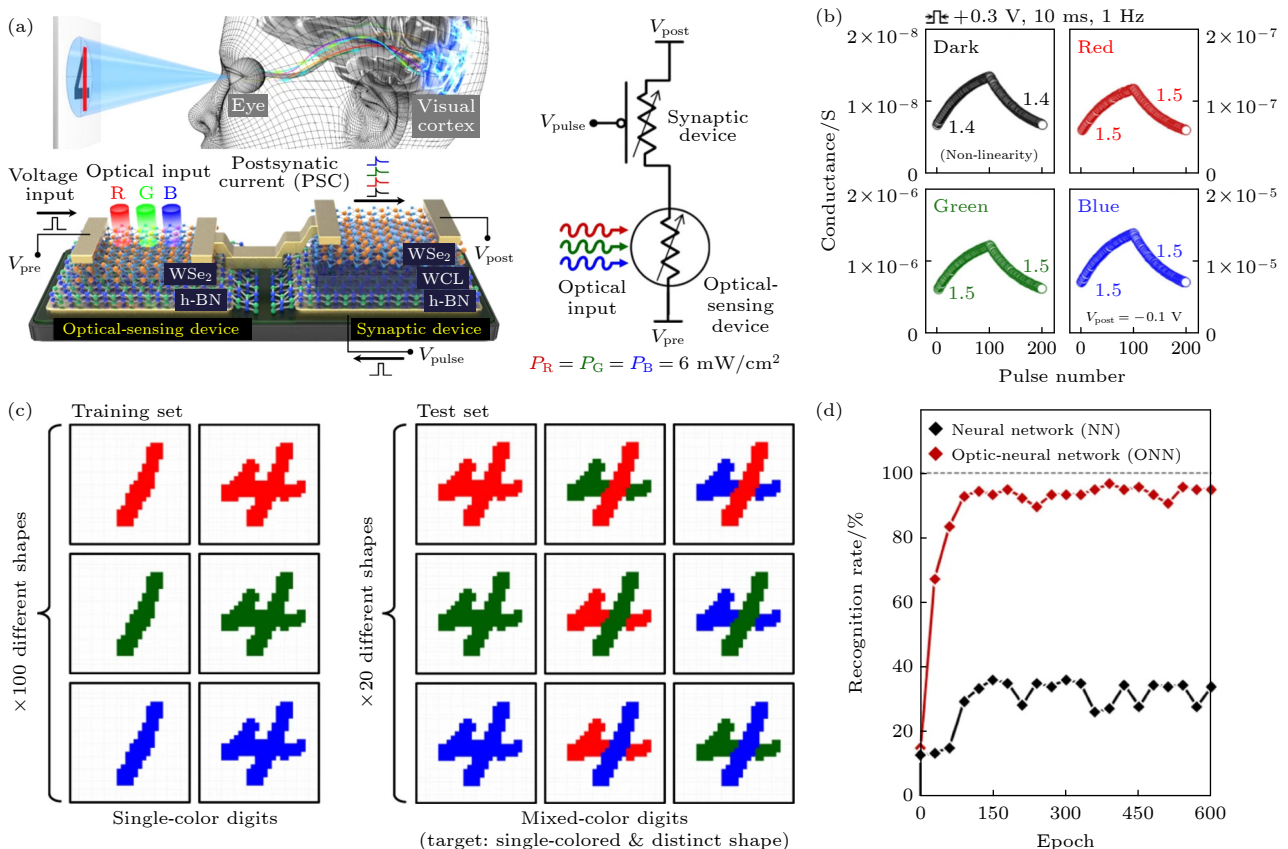 (a)
Eye
Visual
cortex
Voltage
input
Optical input
R G B
Postsynatic
current (PSC)
V_pre
V_post
WSe₂
h-BN
WSe₂
WCL
h-BN
Optical-sensing device
Synaptic device
V_pulse
V_post
V_pulse
Synaptic
device
Optical
input
Optical-
sensing
device
V_pre
P_R = P_G = P_B = 6 mW/cm²
(b)
+0.3 V, 10 ms, 1 Hz
Conductance/S
2×10⁻⁸
1×10⁻⁸
0
Dark
1.4
1.4
(Non-linearity)
Red
1.5
1.5
2×10⁻⁷
1×10⁻⁷
0
2×10⁻⁶
1×10⁻⁶
0
Green
1.5
1.5
Blue
1.5
1.5
V_post = −0.1 V
2×10⁻⁵
1×10⁻⁵
0
0 100 200 0 100 200
Pulse number
(c)
Training set
×100 different shapes
Single-color digits
Test set
×20 different shapes
Mixed-color digits
(target: single-colored & distinct shape)
(d)
Neural network (NN)
Optic-neural network (ONN)
Recognition rate/%
100
80
60
40
20
0
0 150 300 450 600
Epoch